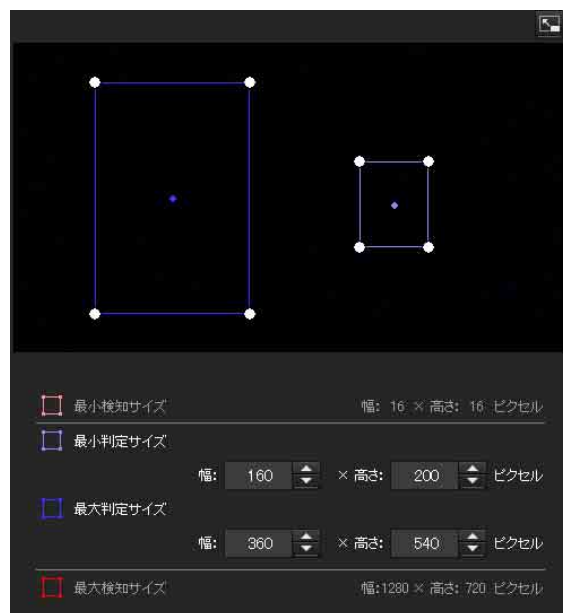 最小検知サイズ 幅: 16 × 高さ: 16 ピクセル
最小判定サイズ
幅: 160 × 高さ: 200 ピクセル
最大判定サイズ
幅: 360 × 高さ: 540 ピクセル
最大検知サイズ 幅:1280 × 高さ: 720 ピクセル